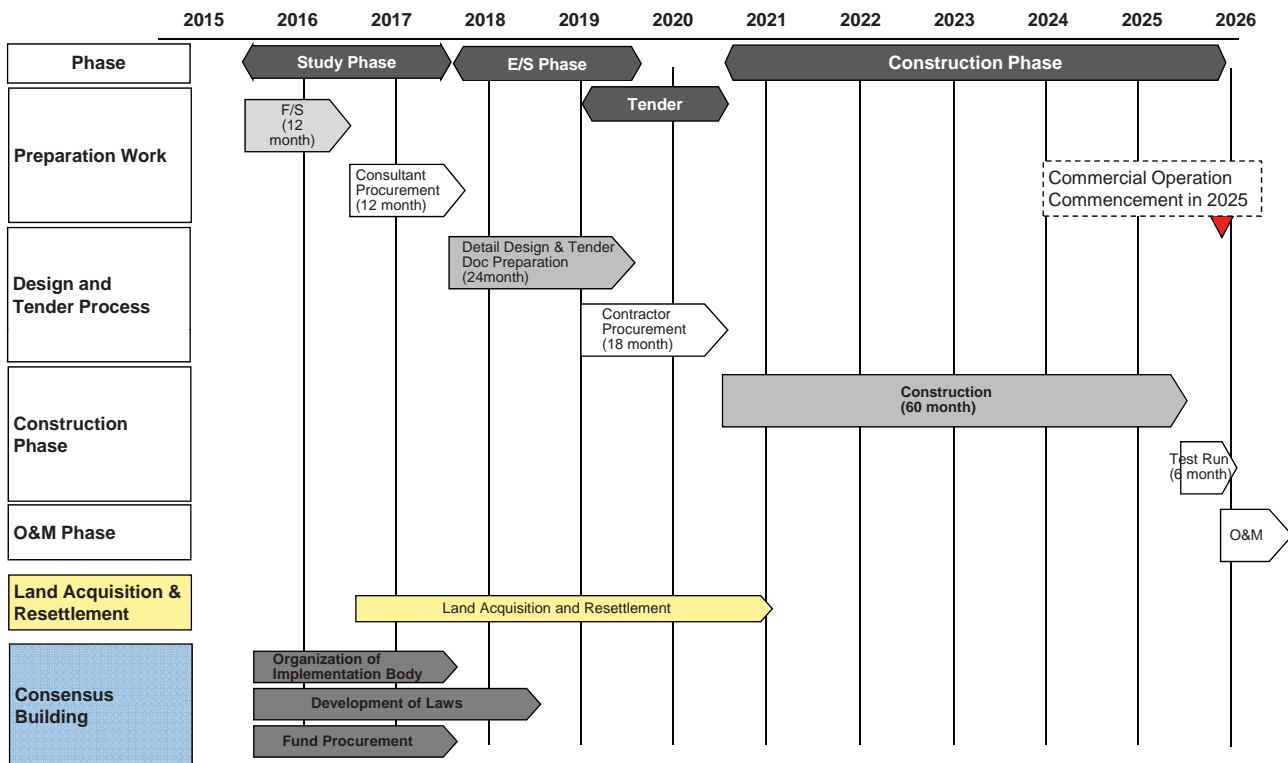 2015 2016 2017 2018 2019 2020 2021 2022 2023 2024 2025 2026
Phase
Study Phase
E/S Phase
Construction Phase
Tender
Preparation Work
F/S
(12
month)
Consultant
Procurement
(12 month)
Commercial Operation
Commencement in 2025
Design and
Tender Process
Detail Design & Tender
Doc Preparation
(24month)
Contractor
Procurement
(18 month)
Construction
Phase
Construction
(60 month)
Test Run
(6 month)
O&M Phase
O&M
Land Acquisition &
Resettlement
Land Acquisition and Resettlement
Consensus
Building
Organization of
Implementation Body
Development of Laws
Fund Procurement